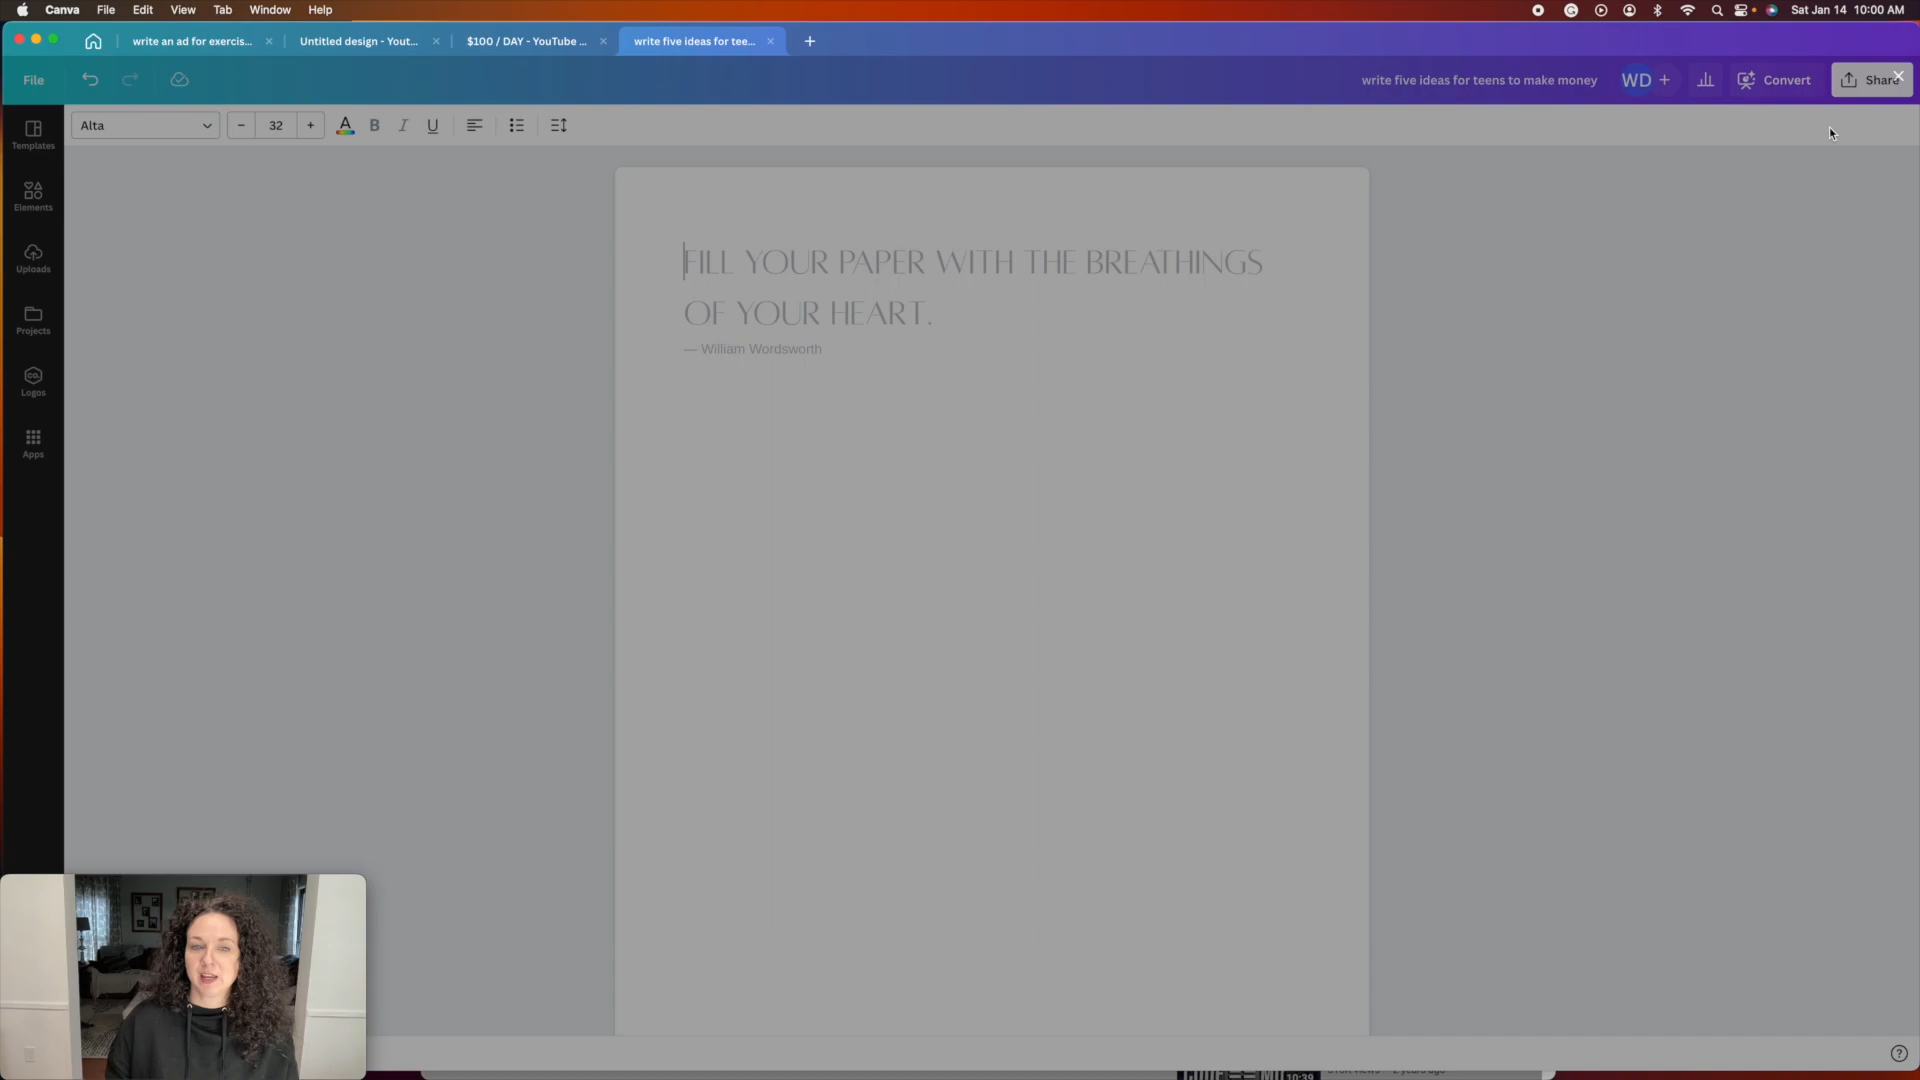 Canva File Edit View Tab Window Help Sat Jan 14 10:00 AM
write an ad for exercis... Untitled design - Yout... $100 / DAY - YouTube ... write five ideas for tee...
File write five ideas for teens to make money WD Convert Share
Alta 32 A B I U
Templates
Elements
Uploads
Projects
CO.
Logos
Apps
FILL YOUR PAPER WITH THE BREATHINGS
OF YOUR HEART.
— William Wordsworth
10:39